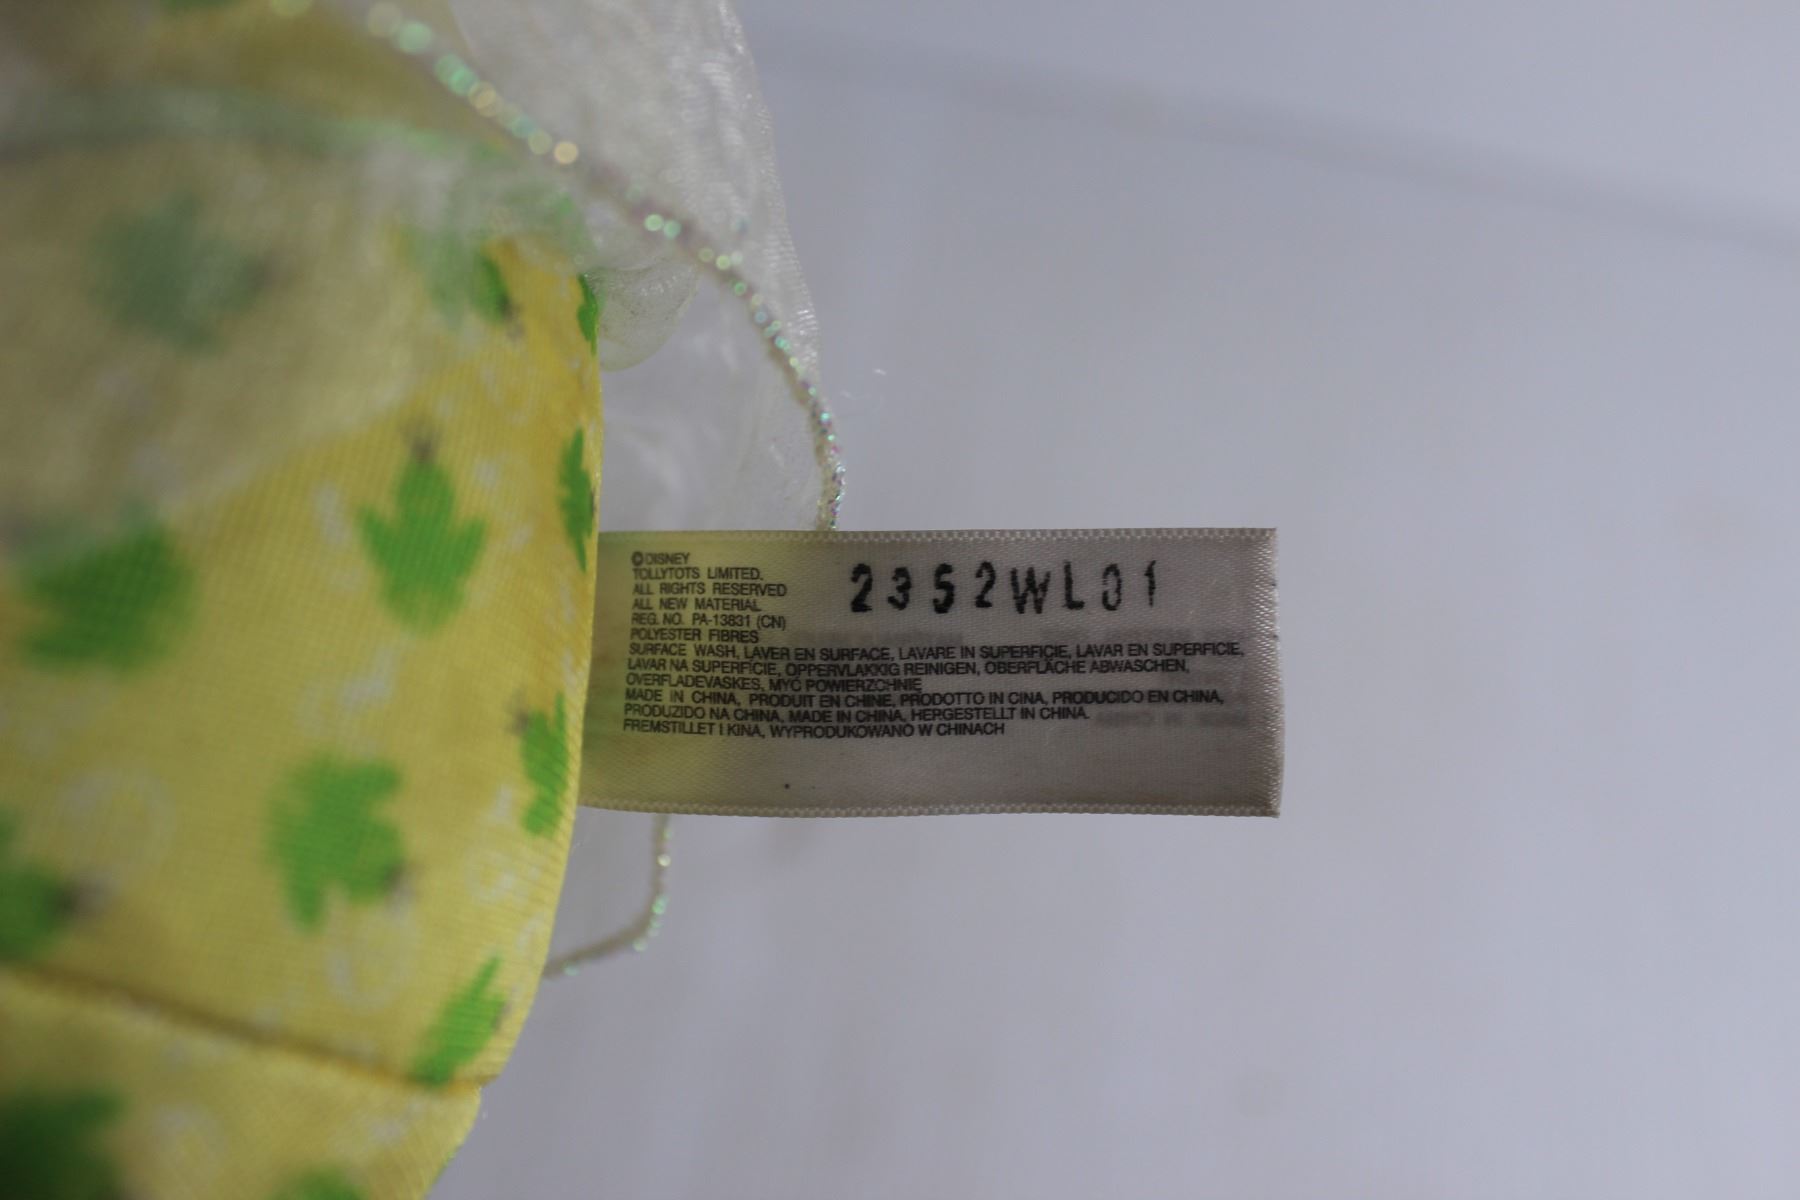 © DISNEY
TOLLYTOTS LIMITED.
ALL RIGHTS RESERVED
ALL NEW MATERIAL
REG. NO. PA-13831 (CN)
POLYESTER FIBRES
2352WL01
SURFACE WASH, LAVER EN SURFACE, LAVARE IN SUPERFICIE, LAVAR EN SUPERFICIE,
LAVAR NA SUPERFÍCIE, OPPERVLAKKIG REINIGEN, OBERFLÄCHE ABWASCHEN,
OVERFLADEVASKES, MYĆ POWIERZCHNIĘ
MADE IN CHINA, PRODUIT EN CHINE, PRODOTTO IN CINA, PRODUCIDO EN CHINA,
PRODUZIDO NA CHINA, MADE IN CHINA, HERGESTELLT IN CHINA.
FREMSTILLET I KINA, WYPRODUKOWANO W CHINACH